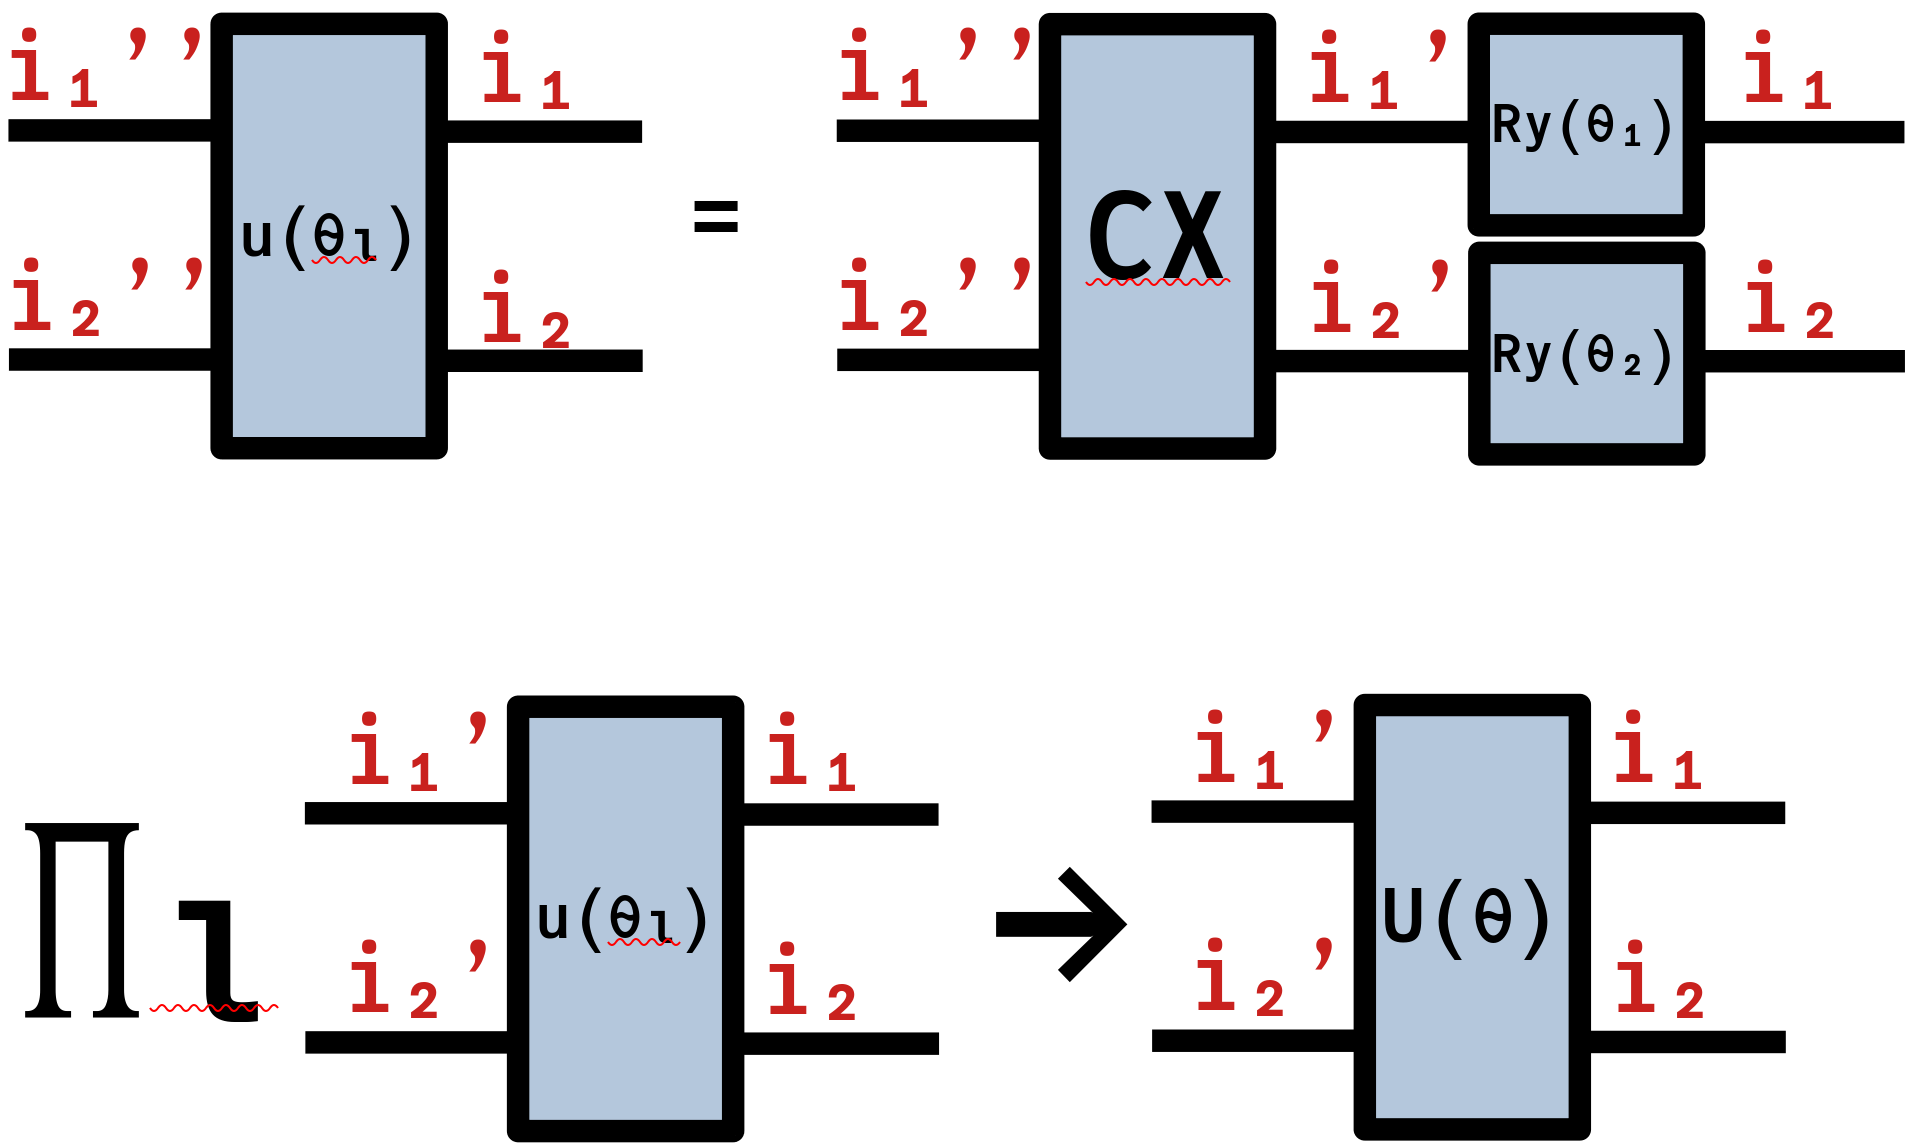 i₁’’ i₁ i₁’’ i₁’ i₁
Ry(θ₁)
u(θₗ) = CX
i₂’’ i₂ i₂’’ i₂’ i₂
Ry(θ₂)
i₁’ i₁ i₁’ i₁
∏ₗ u(θₗ) → U(θ)
i₂’ i₂ i₂’ i₂